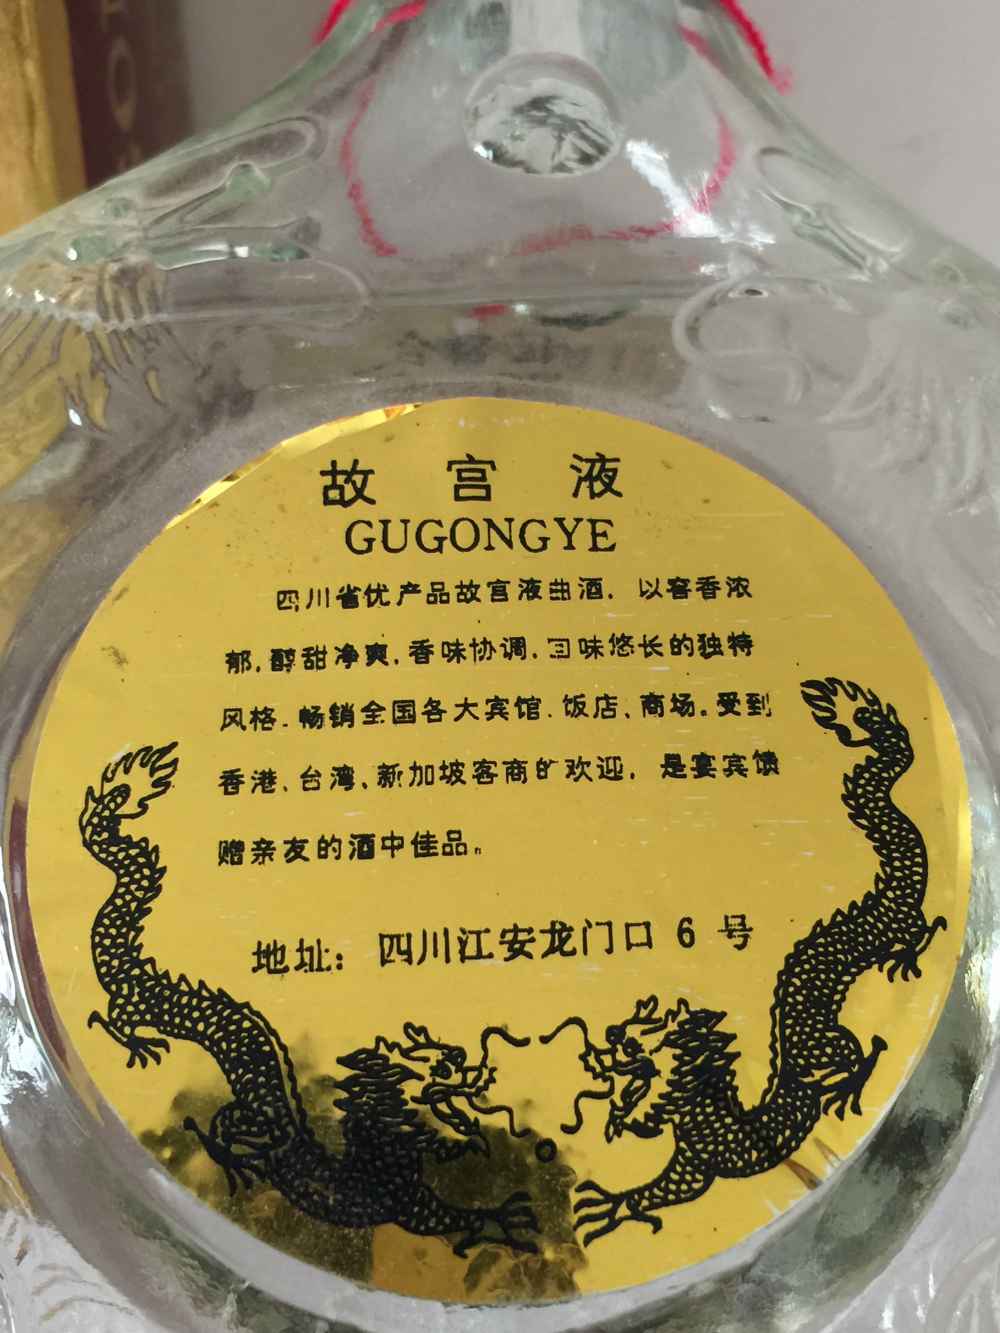 故宫液
GUGONGYE
四川省优产品故宫液曲酒，以窖香浓
郁，醇甜净爽，香味协调，回味悠长的独特
风格、畅销全国各大宾馆、饭店、商场。受到
香港、台湾、新加坡客商的欢迎，是宴宾馈
赠亲友的酒中佳品。
地址：四川江安龙门口6号